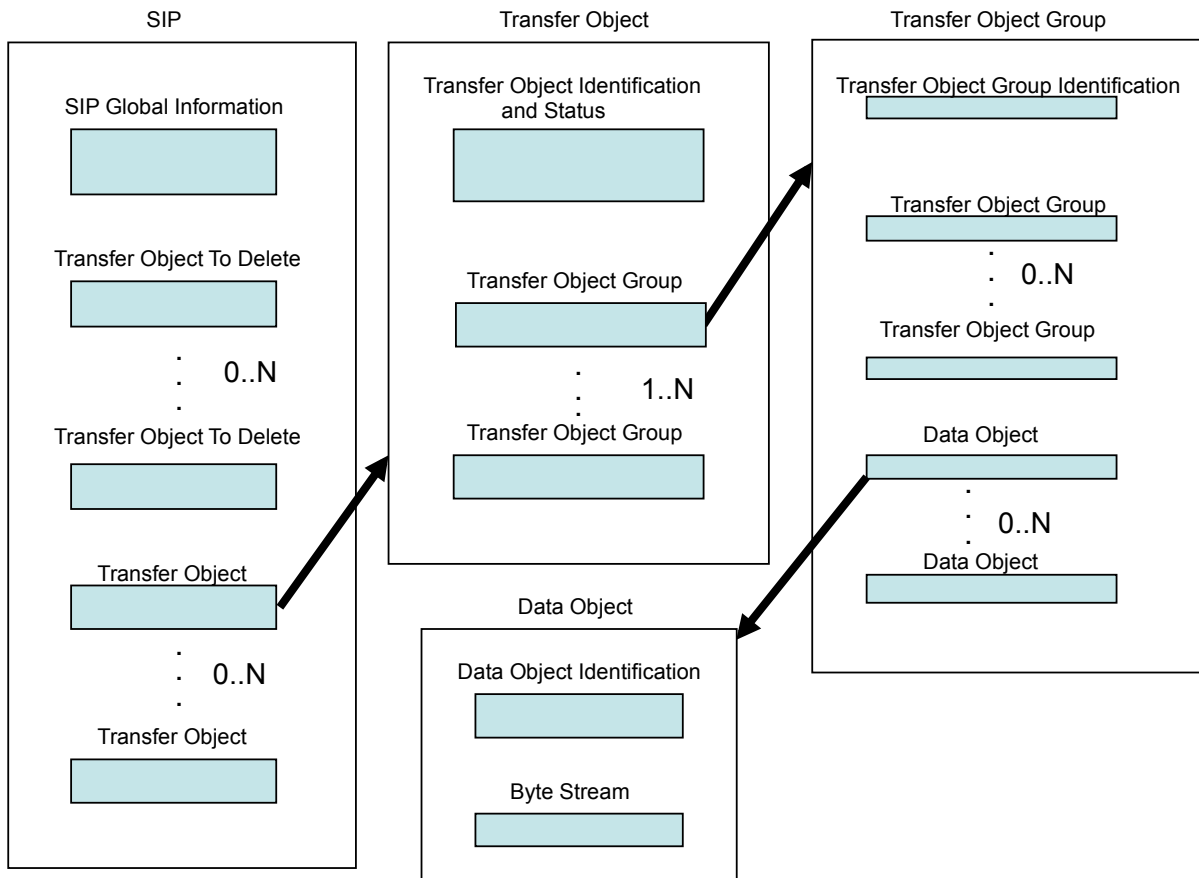 SIP
SIP Global Information
Transfer Object To Delete
0..N
Transfer Object To Delete
Transfer Object
0..N
Transfer Object
Transfer Object
Transfer Object Identification
and Status
Transfer Object Group
1..N
Transfer Object Group
Transfer Object Group
Transfer Object Group Identification
Transfer Object Group
0..N
Transfer Object Group
Data Object
0..N
Data Object
Data Object
Data Object Identification
Byte Stream